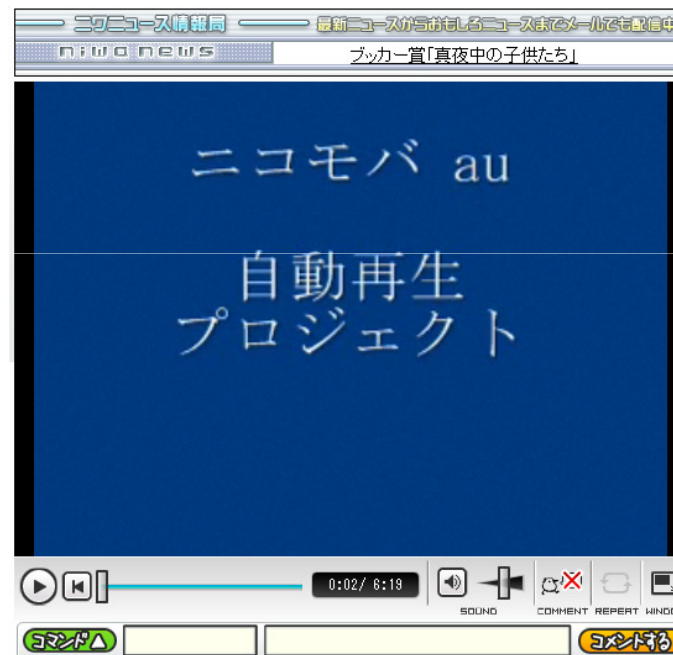 ニワニュース情報局 最新ニュースからおもしろニュースまでメールでも配信中
niwa news ブッカー賞「真夜中の子供たち」
ニコモバ au
自動再生
プロジェクト
0:02/ 6:19
SOUND COMMENT REPEAT WINDO
コマンド△ コメントする